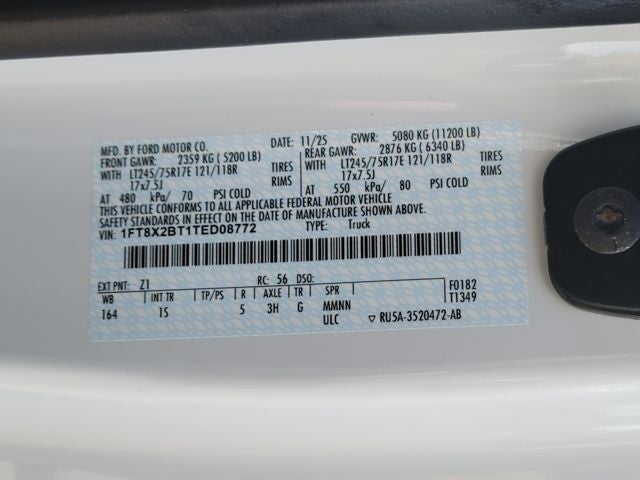 MFD. BY FORD MOTOR CO. DATE: 11/25 GVWR: 5080 KG (11200 LB)
FRONT GAWR: 2359 KG (5200 LB) REAR GAWR: 2876 KG (6340 LB)
WITH LT245/75R17E 121/118R TIRES WITH LT245/75R17E 121/118R TIRES
17x7.5J RIMS 17x7.5J RIMS
AT 480 kPa/ 70 PSI COLD AT 550 kPa/ 80 PSI COLD
THIS VEHICLE CONFORMS TO ALL APPLICABLE FEDERAL MOTOR VEHICLE
SAFETY STANDARDS IN EFFECT ON THE DATE OF MANUFACTURE SHOWN ABOVE.
VIN: 1FT8X2BT1TED08772 TYPE: Truck
EXT PNT: Z1 RC: 56 DSO: F0182
WB INT TR TP/PS R AXLE TR SPR T1349
164 1S 5 3H G MMNN
ULC ▽ RU5A-3520472-AB